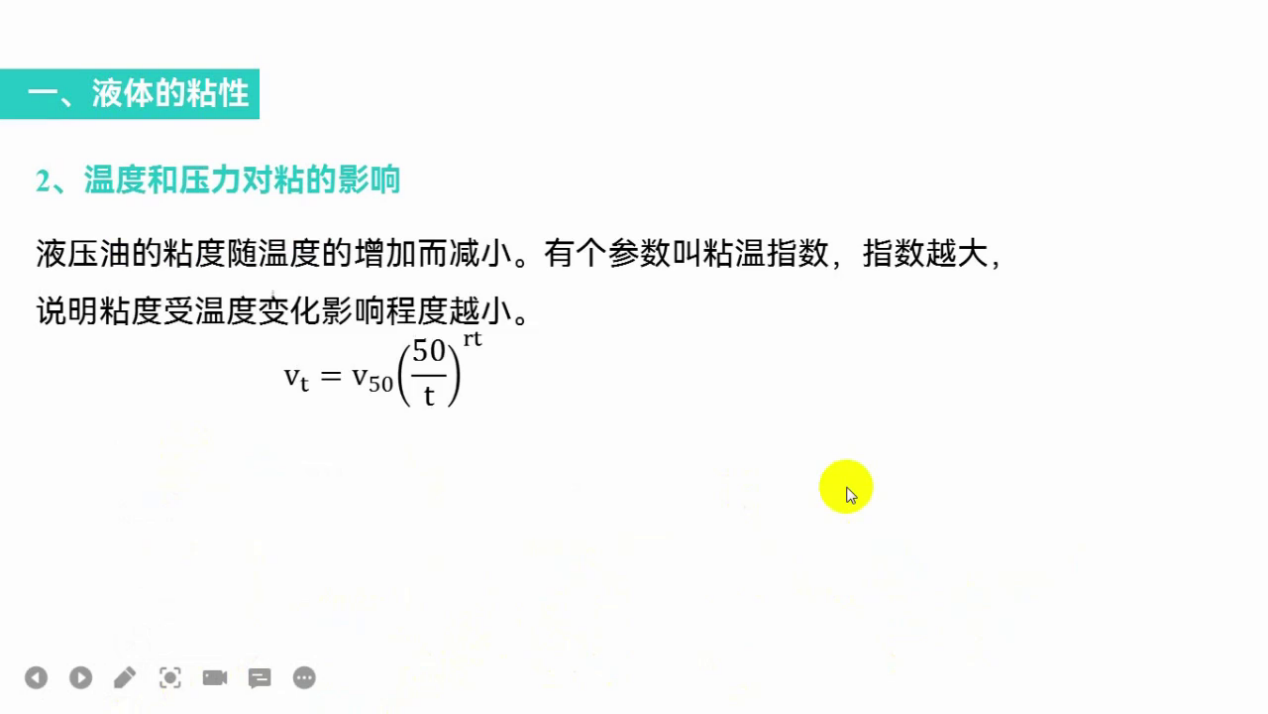 一、液体的粘性
2、温度和压力对粘的影响
液压油的粘度随温度的增加而减小。有个参数叫粘温指数，指数越大，
说明粘度受温度变化影响程度越小。
v_t = v_50 (50/t)^rt